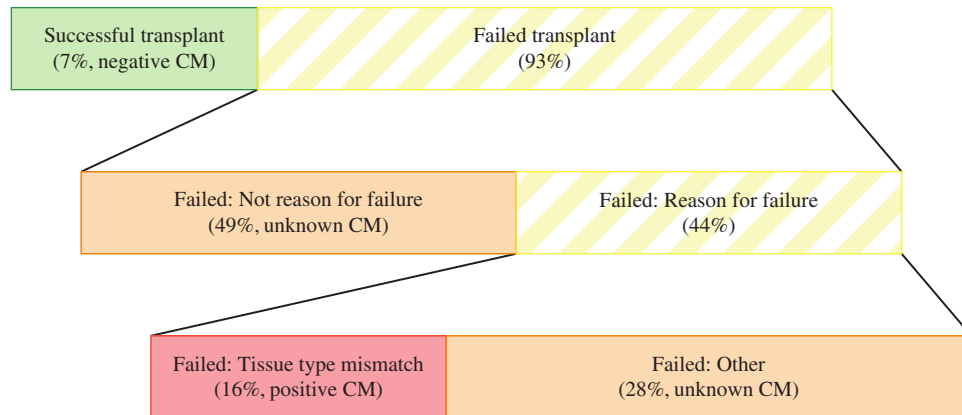 Successful transplant
(7%, negative CM)
Failed transplant
(93%)
Failed: Not reason for failure
(49%, unknown CM)
Failed: Reason for failure
(44%)
Failed: Tissue type mismatch
(16%, positive CM)
Failed: Other
(28%, unknown CM)